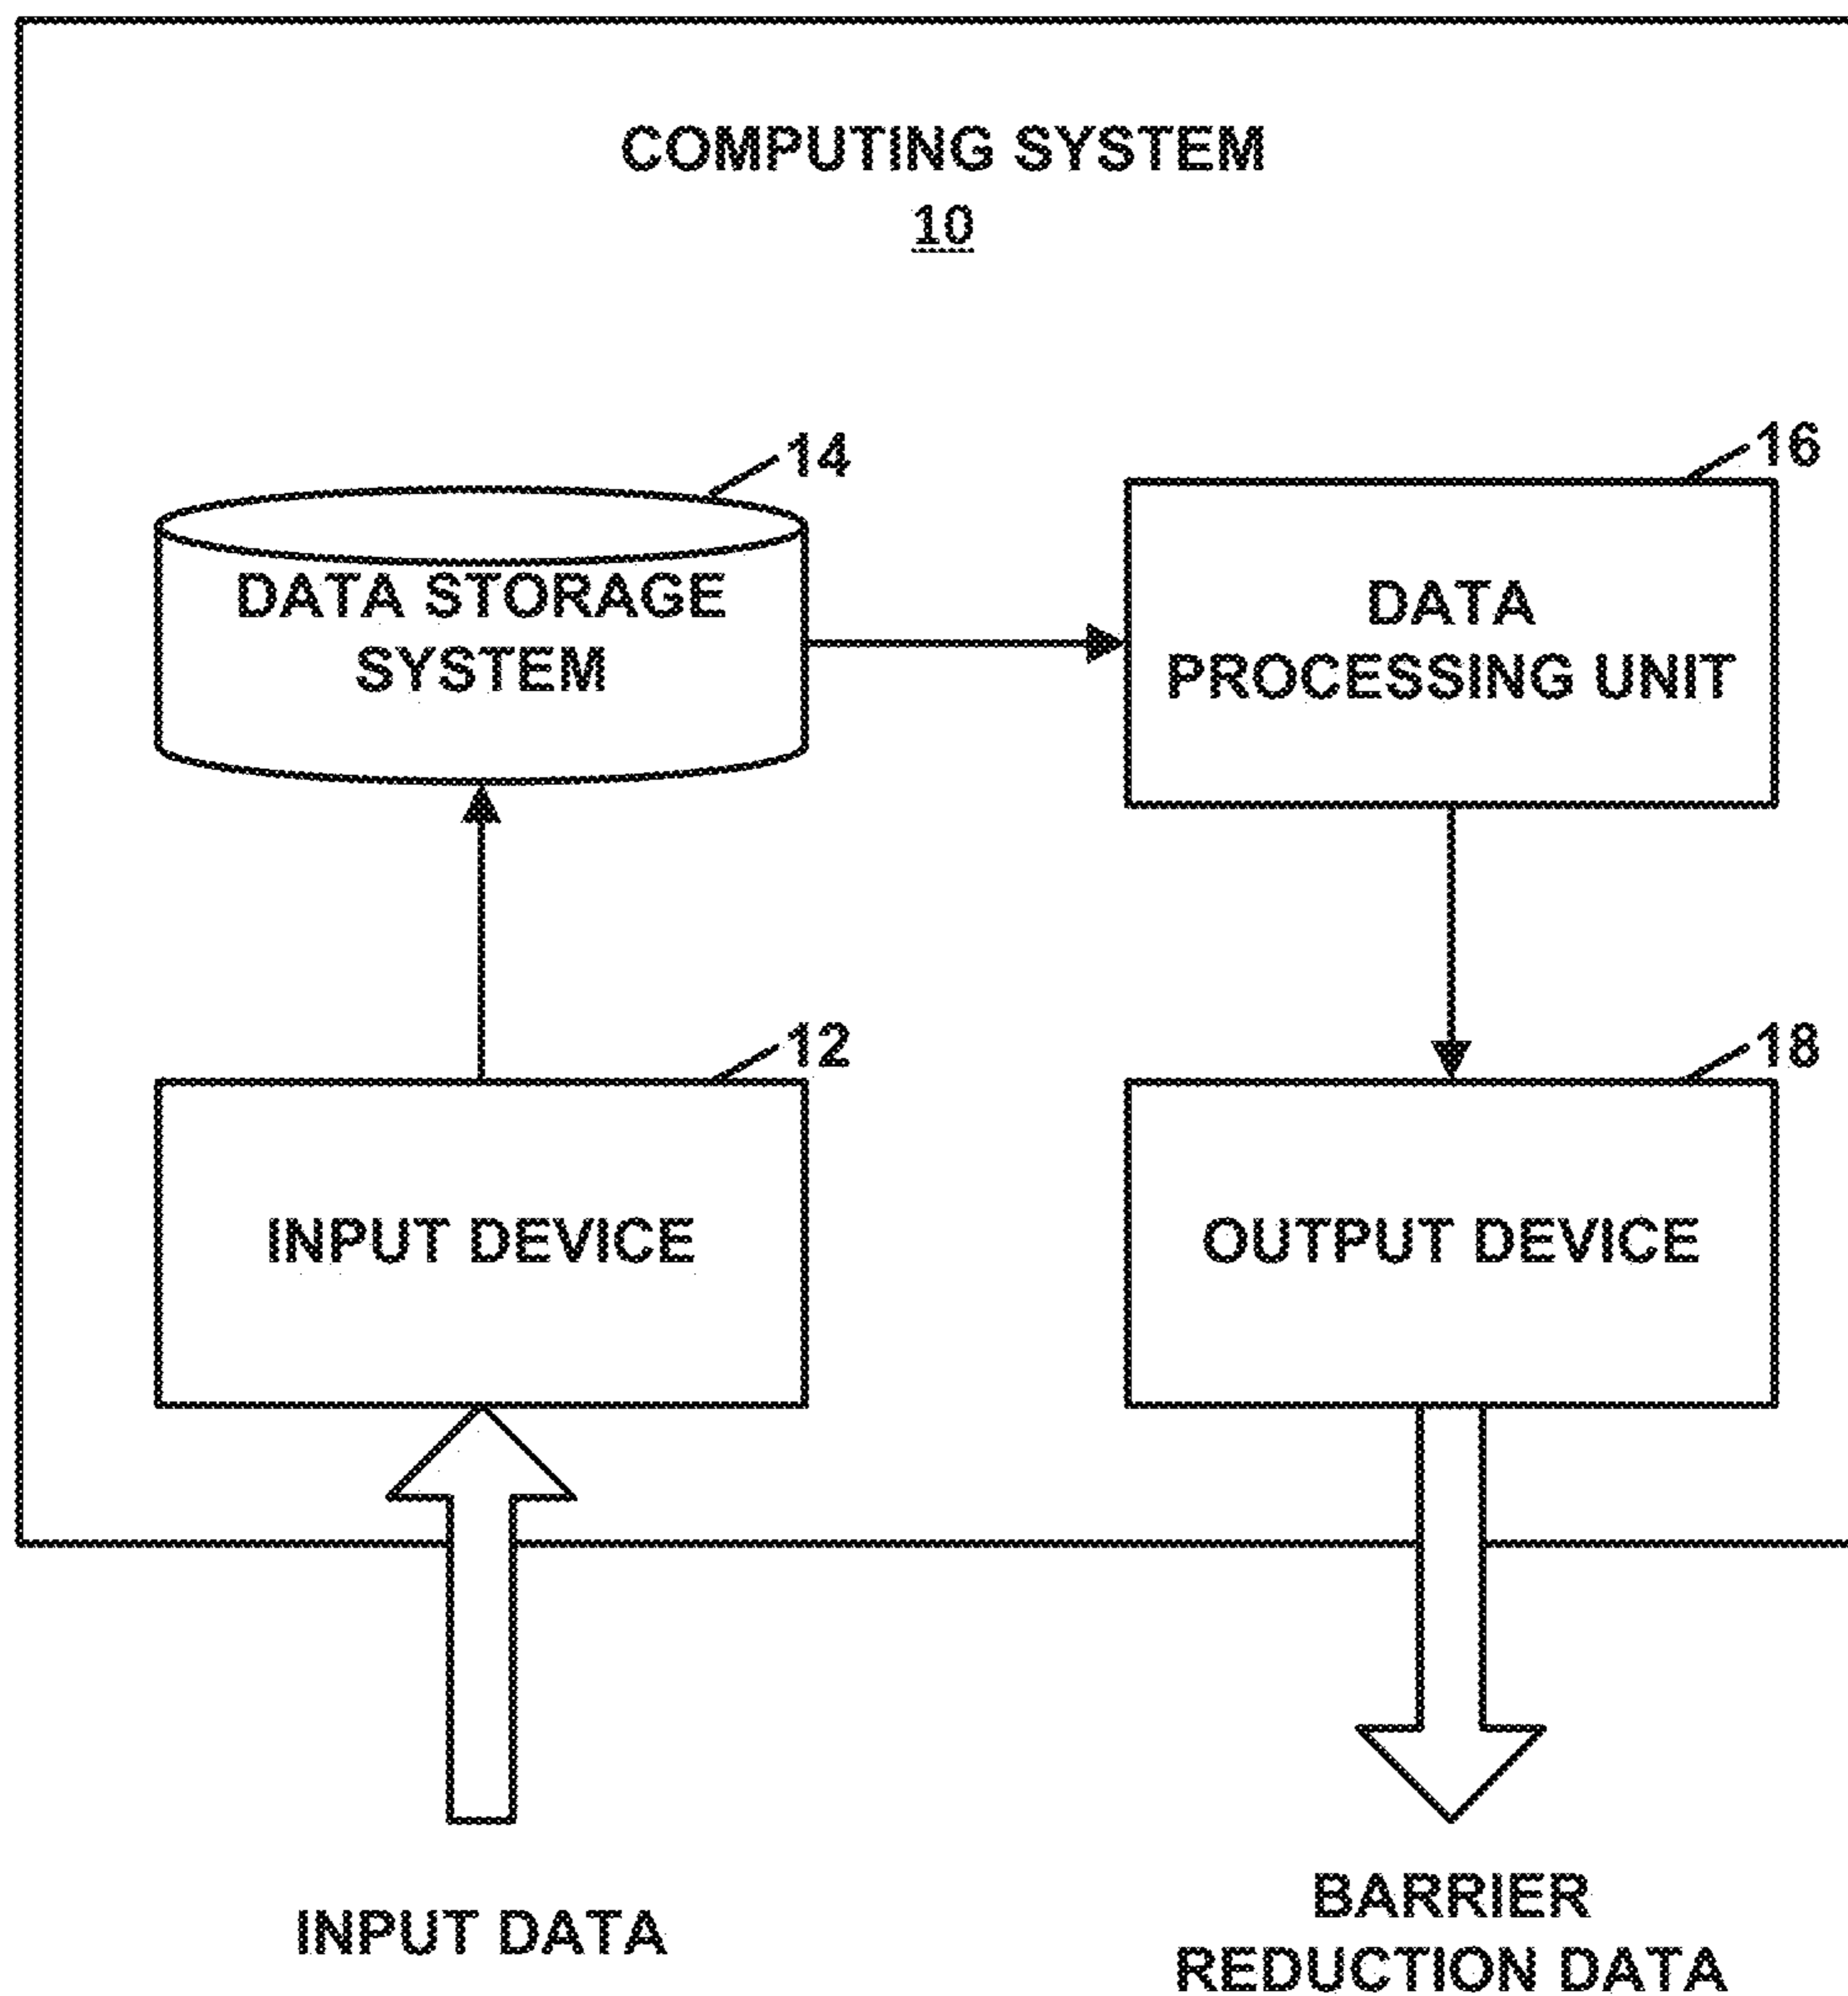 COMPUTING SYSTEM
10
14
DATA STORAGE
SYSTEM
16
DATA
PROCESSING UNIT
12
INPUT DEVICE
18
OUTPUT DEVICE
INPUT DATA
BARRIER
REDUCTION DATA